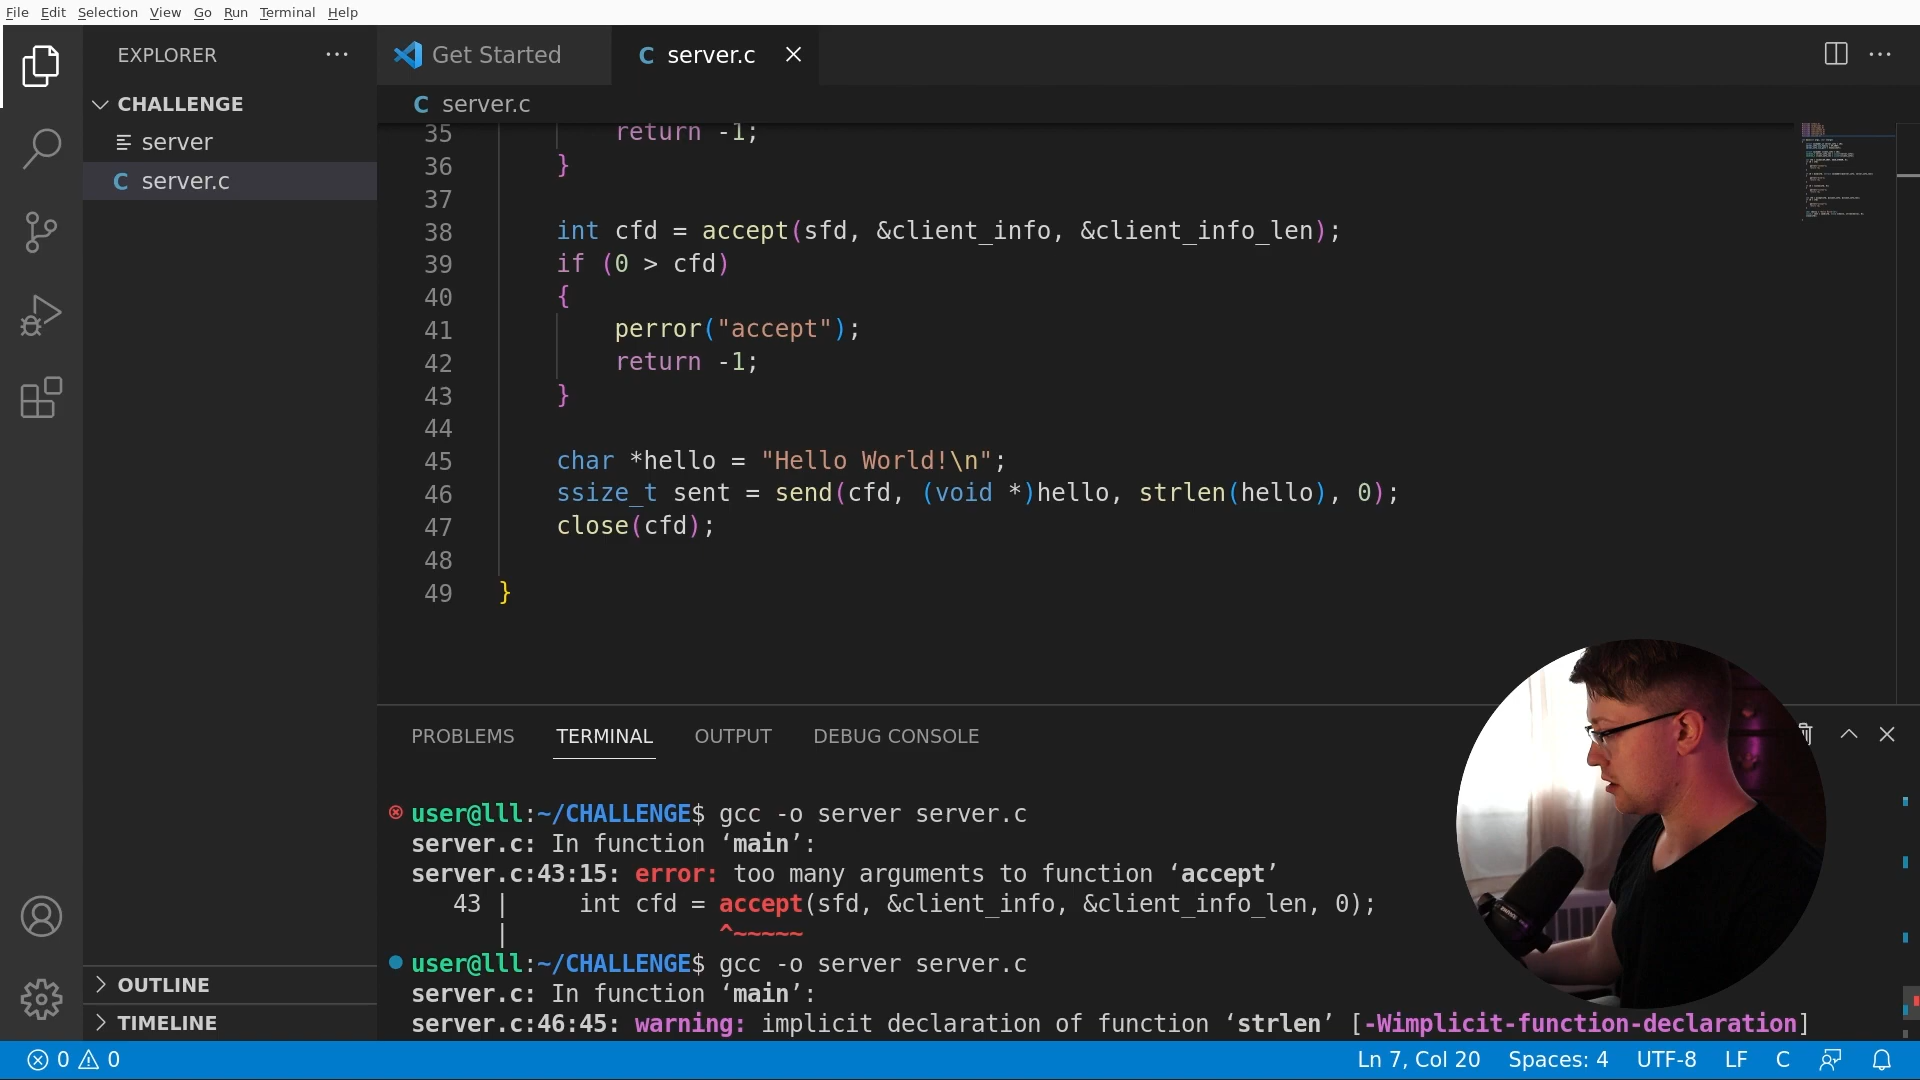 File Edit Selection View Go Run Terminal Help
EXPLORER
Get Started
server.c
CHALLENGE
server.c
server
server.c
35 return -1;
36 }
37
38 int cfd = accept(sfd, &client_info, &client_info_len);
39 if (0 > cfd)
40 {
41 perror("accept");
42 return -1;
43 }
44
45 char *hello = "Hello World!\n";
46 ssize_t sent = send(cfd, (void *)hello, strlen(hello), 0);
47 close(cfd);
48
49 }
PROBLEMS TERMINAL OUTPUT DEBUG CONSOLE
user@lll:~/CHALLENGE$ gcc -o server server.c
server.c: In function ‘main’:
server.c:43:15: error: too many arguments to function ‘accept’
43 | int cfd = accept(sfd, &client_info, &client_info_len, 0);
| ^~~~~~
user@lll:~/CHALLENGE$ gcc -o server server.c
server.c: In function ‘main’:
server.c:46:45: warning: implicit declaration of function ‘strlen’ [-Wimplicit-function-declaration]
OUTLINE
TIMELINE
0 0
Ln 7, Col 20 Spaces: 4 UTF-8 LF C